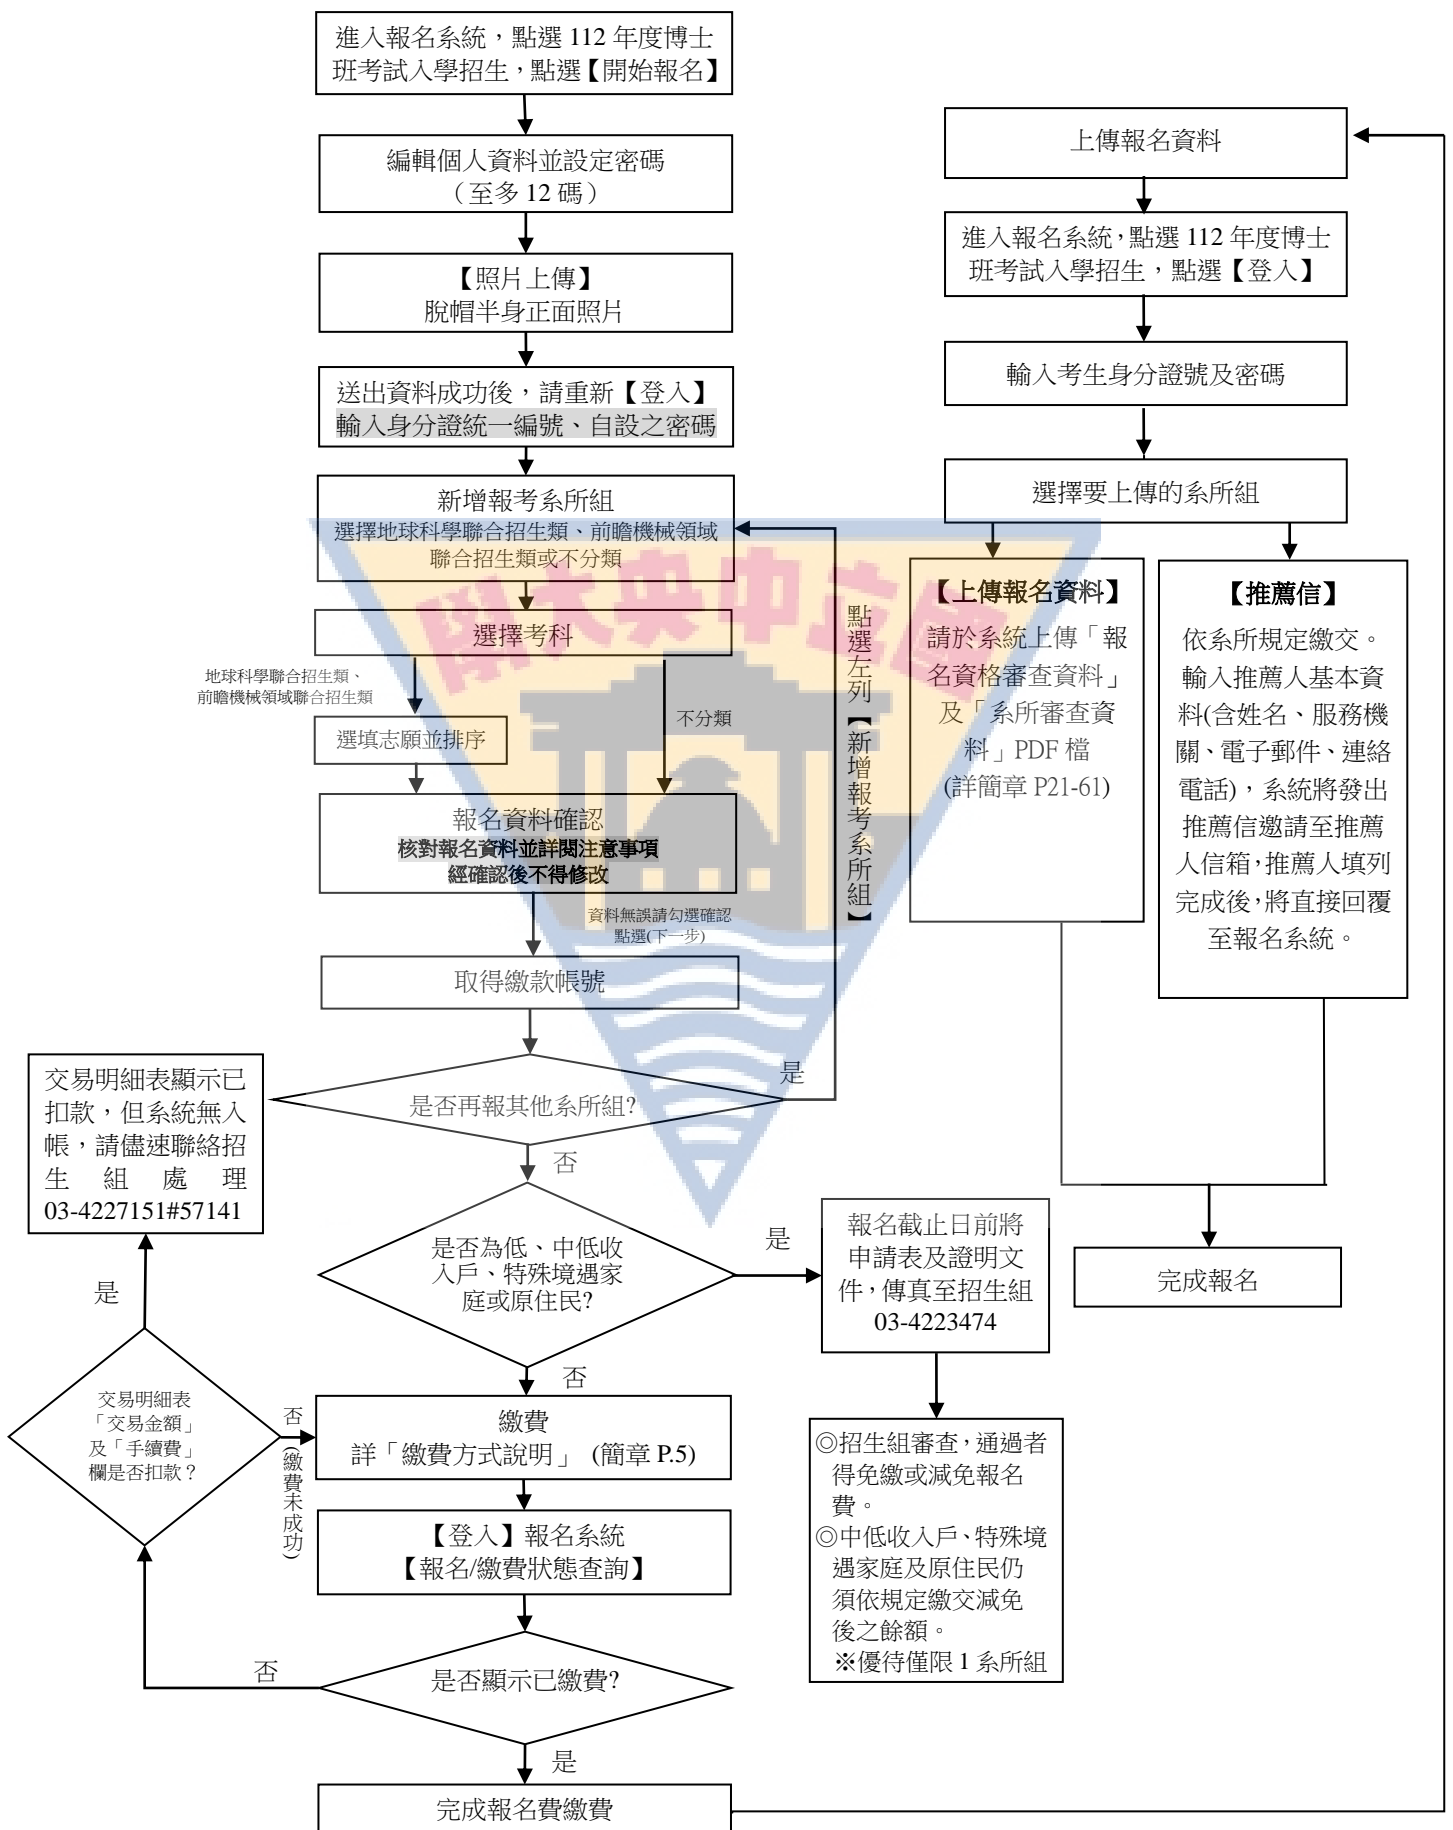 進入報名系統，點選 112 年度博士
班考試入學招生，點選【開始報名】
編輯個人資料並設定密碼
（至多 12 碼）
【照片上傳】
脫帽半身正面照片
送出資料成功後，請重新【登入】
輸入身分證統一編號、自設之密碼
新增報考系所組
選擇地球科學聯合招生類、前瞻機械領域
聯合招生類或不分類
選擇考科
地球科學聯合招生類、
前瞻機械領域聯合招生類
不分類
選填志願並排序
報名資料確認
核對報名資料並詳閱注意事項
經確認後不得修改
資料無誤請勾選確認
點選(下一步)
取得繳款帳號
是否再報其他系所組?
是
點選左列【新增報考系所組】
否
是否為低、中低收
入戶、特殊境遇家
庭或原住民?
是
報名截止日前將
申請表及證明文
件，傳真至招生組
03-4223474
◎招生組審查，通過者
得免繳或減免報名
費。
◎中低收入戶、特殊境
遇家庭及原住民仍
須依規定繳交減免
後之餘額。
※優待僅限 1 系所組
否
繳費
詳「繳費方式說明」 (簡章 P.5)
【登入】報名系統
【報名/繳費狀態查詢】
是否顯示已繳費?
否
交易明細表
「交易金額」
及「手續費」
欄是否扣款？
否(繳費未成功)
是
交易明細表顯示已
扣款，但系統無入
帳，請儘速聯絡招
生組處理
03-4227151#57141
是
完成報名費繳費
上傳報名資料
進入報名系統，點選 112 年度博士
班考試入學招生，點選【登入】
輸入考生身分證號及密碼
選擇要上傳的系所組
【上傳報名資料】
請於系統上傳「報
名資格審查資料」
及「系所審查資
料」PDF 檔
(詳簡章 P21-61)
【推薦信】
依系所規定繳交。
輸入推薦人基本資
料(含姓名、服務機
關、電子郵件、連絡
電話)，系統將發出
推薦信邀請至推薦
人信箱，推薦人填列
完成後，將直接回覆
至報名系統。
完成報名
學大央中立國